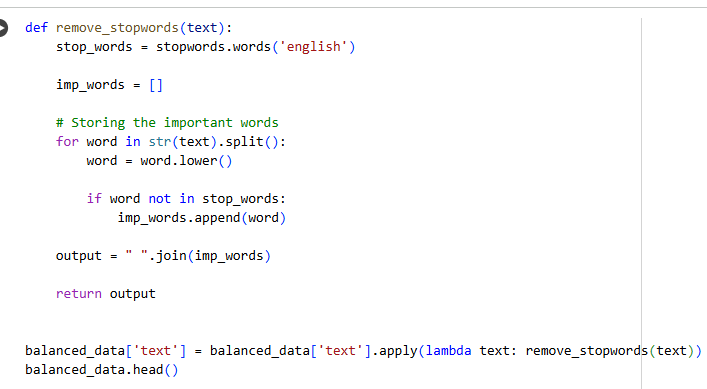 def remove_stopwords(text):
    stop_words = stopwords.words('english')

    imp_words = []

    # Storing the important words
    for word in str(text).split():
        word = word.lower()

        if word not in stop_words:
            imp_words.append(word)

    output = " ".join(imp_words)

    return output


balanced_data['text'] = balanced_data['text'].apply(lambda text: remove_stopwords(text))
balanced_data.head()